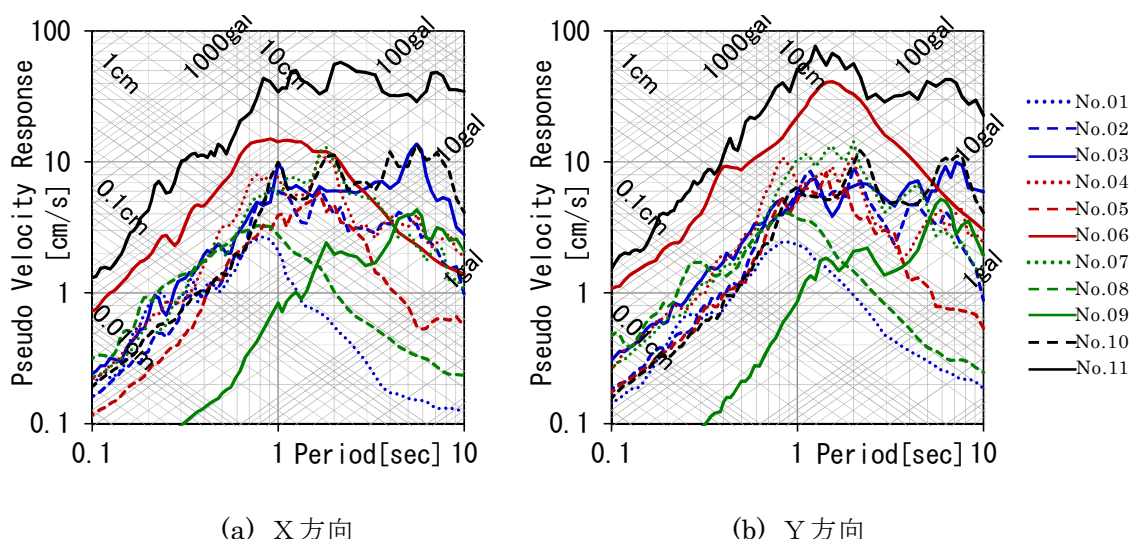 100
10
1
0.1
Pseudo Velocity Response
[cm/s]
1cm
1000gal
10cm
100gal
0.1cm
10gal
0.01cm
1gal
0.1
1
Period[sec]
10
(a) X方向
100
10
1
0.1
Pseudo Velocity Response
[cm/s]
1cm
1000gal
10cm
100gal
0.1cm
10gal
0.01cm
1gal
0.1
1
Period[sec]
10
(b) Y方向
No.01
No.02
No.03
No.04
No.05
No.06
No.07
No.08
No.09
No.10
No.11